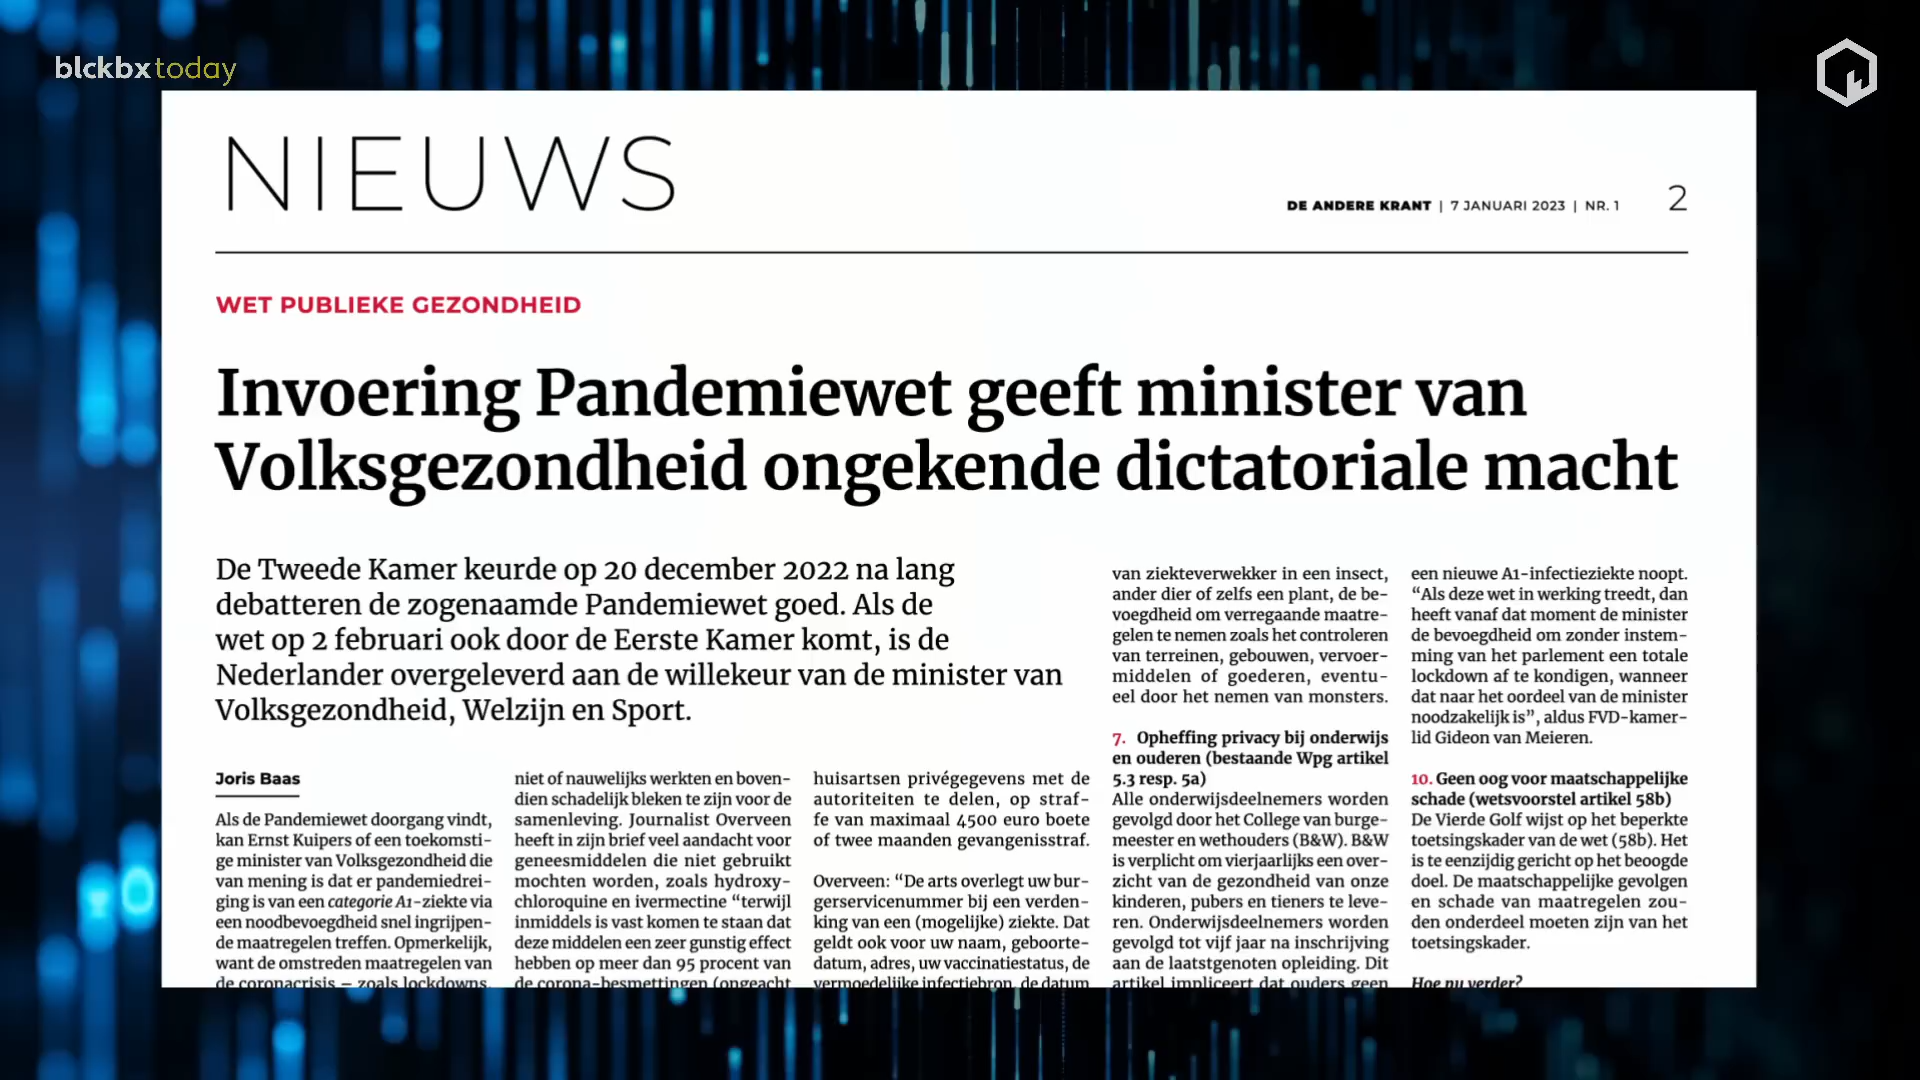 blckbxtoday
NIEUWS
DE ANDERE KRANT | 7 JANUARI 2023 | NR. 1 2
WET PUBLIEKE GEZONDHEID
Invoering Pandemiewet geeft minister van
Volksgezondheid ongekende dictatoriale macht
De Tweede Kamer keurde op 20 december 2022 na lang
debatteren de zogenaamde Pandemiewet goed. Als de
wet op 2 februari ook door de Eerste Kamer komt, is de
Nederlander overgeleverd aan de willekeur van de minister van
Volksgezondheid, Welzijn en Sport.
Joris Baas
Als de Pandemiewet doorgang vindt,
kan Ernst Kuipers of een toekomsti-
ge minister van Volksgezondheid die
van mening is dat er pandemiedrei-
ging is van een categorie A1-ziekte via
een noodbevoegdheid snel ingrijpen-
de maatregelen treffen. Opmerkelijk,
want de omstreden maatregelen van
de coronacrisis – zoals lockdowns,
niet of nauwelijks werkten en boven-
dien schadelijk bleken te zijn voor de
samenleving. Journalist Overveen
heeft in zijn brief veel aandacht voor
geneesmiddelen die niet gebruikt
mochten worden, zoals hydroxy-
chloroquine en ivermectine “terwijl
inmiddels is vast komen te staan dat
deze middelen een zeer gunstig effect
hebben op meer dan 95 procent van
de corona-besmettingen (ongeacht
huisartsen privégegevens met de
autoriteiten te delen, op straf-
fe van maximaal 4500 euro boete
of twee maanden gevangenisstraf.
Overveen: “De arts overlegt uw bur-
gerservicenummer bij een verden-
king van een (mogelijke) ziekte. Dat
geldt ook voor uw naam, geboorte-
datum, adres, uw vaccinatiestatus, de
vermoedelijke infectiebron, de datum
van ziekteverwekker in een insect,
ander dier of zelfs een plant, de be-
voegdheid om verregaande maatre-
gelen te nemen zoals het controleren
van terreinen, gebouwen, vervoer-
middelen of goederen, eventu-
eel door het nemen van monsters.
7. Opheffing privacy bij onderwijs
en ouderen (bestaande Wpg artikel
5.3 resp. 5a)
Alle onderwijsdeelnemers worden
gevolgd door het College van burge-
meester en wethouders (B&W). B&W
is verplicht om vierjaarlijks een over-
zicht van de gezondheid van onze
kinderen, pubers en tieners te leve-
ren. Onderwijsdeelnemers worden
gevolgd tot vijf jaar na inschrijving
aan de laatstgenoten opleiding. Dit
artikel impliceert dat ouders geen
een nieuwe A1-infectieziekte noopt.
“Als deze wet in werking treedt, dan
heeft vanaf dat moment de minister
de bevoegdheid om zonder instem-
ming van het parlement een totale
lockdown af te kondigen, wanneer
dat naar het oordeel van de minister
noodzakelijk is”, aldus FVD-kamer-
lid Gideon van Meieren.
10. Geen oog voor maatschappelijke
schade (wetsvoorstel artikel 58b)
De Vierde Golf wijst op het beperkte
toetsingskader van de wet (58b). Het
is te eenzijdig gericht op het beoogde
doel. De maatschappelijke gevolgen
en schade van maatregelen zou-
den onderdeel moeten zijn van het
toetsingskader.
Hoe nu verder?